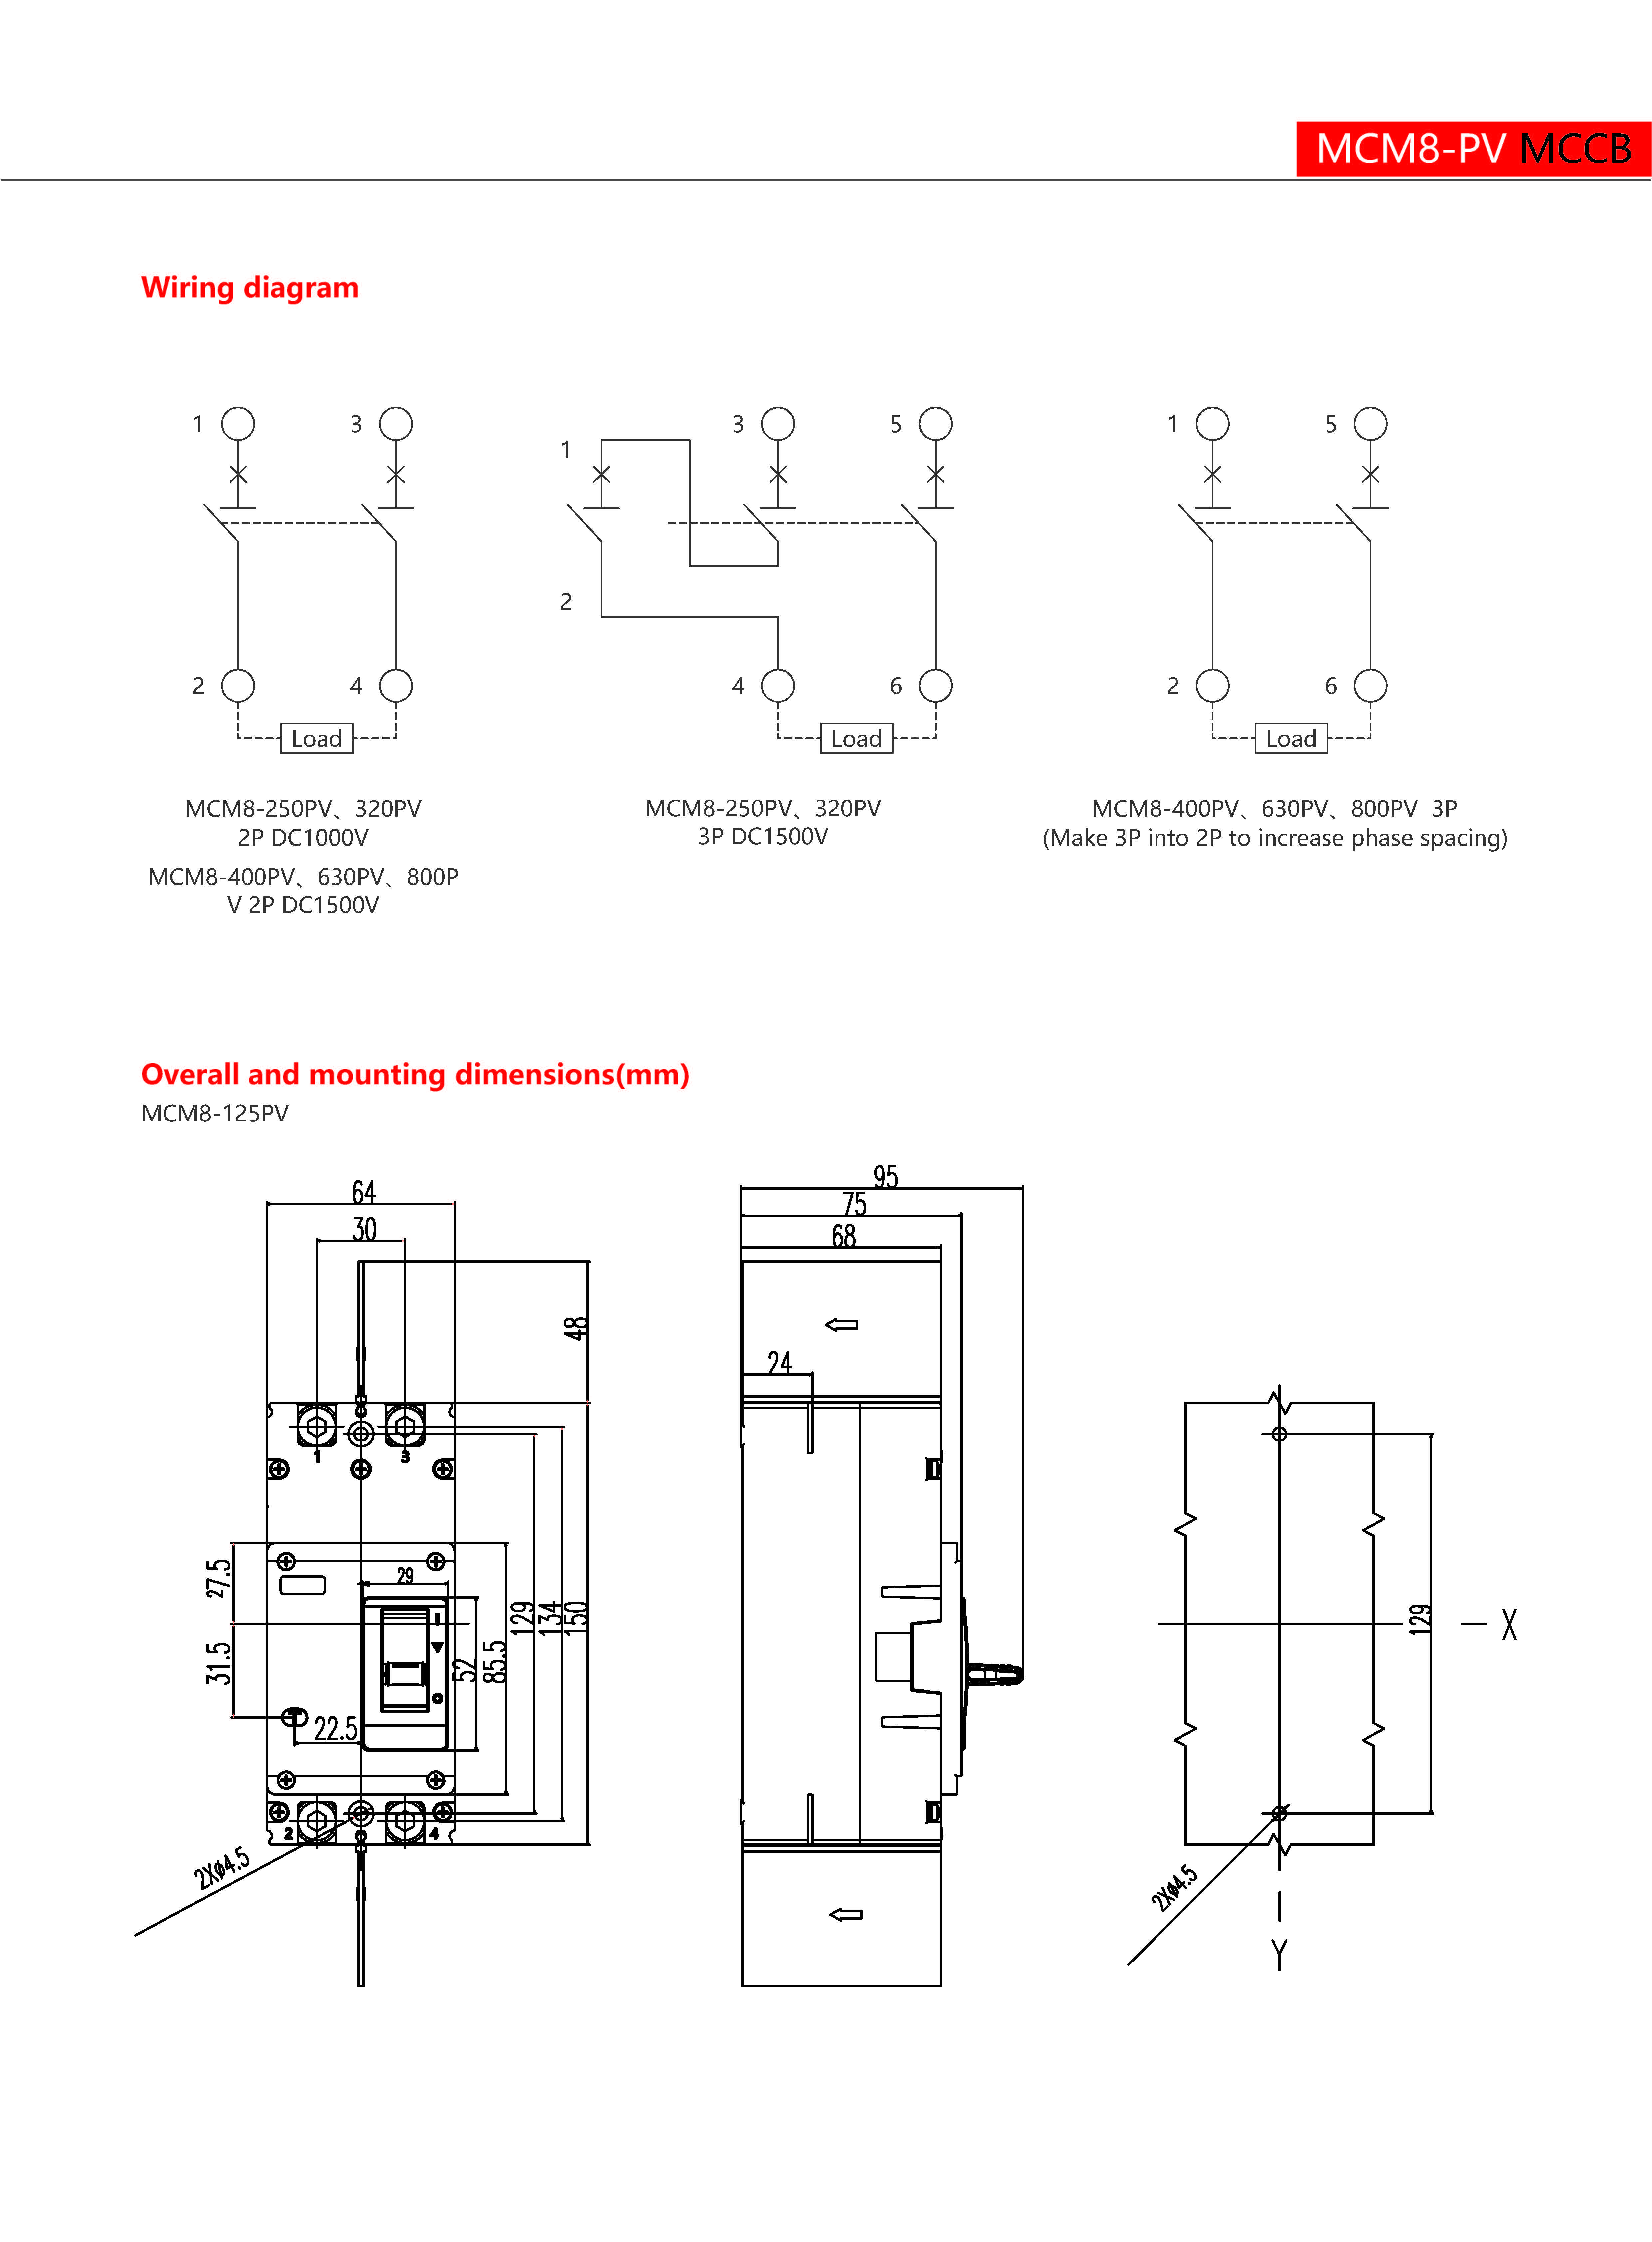 MCM8-PV MCCB
Wiring diagram
1 3
2 4
Load
MCM8-250PV、320PV
2P DC1000V
MCM8-400PV、630PV、800P
V 2P DC1500V
1 3 5
2
4 6
Load
MCM8-250PV、320PV
3P DC1500V
1 5
2 6
Load
MCM8-400PV、630PV、800PV 3P
(Make 3P into 2P to increase phase spacing)
Overall and mounting dimensions(mm)
MCM8-125PV
64
30
48
1 3
27.5
29
129
134
150
31.5
52
85.5
22.5
2 4
2XØ4.5
95
75
68
24
129
X
2XØ4.5
Y